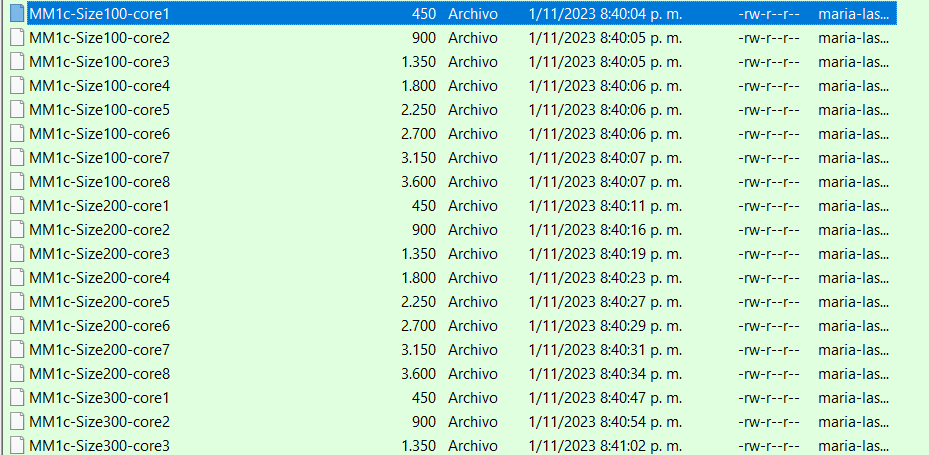 MM1c-Size100-core1 450 Archivo 1/11/2023 8:40:04 p. m. -rw-r--r-- maria-las...
MM1c-Size100-core2 900 Archivo 1/11/2023 8:40:05 p. m. -rw-r--r-- maria-las...
MM1c-Size100-core3 1.350 Archivo 1/11/2023 8:40:05 p. m. -rw-r--r-- maria-las...
MM1c-Size100-core4 1.800 Archivo 1/11/2023 8:40:06 p. m. -rw-r--r-- maria-las...
MM1c-Size100-core5 2.250 Archivo 1/11/2023 8:40:06 p. m. -rw-r--r-- maria-las...
MM1c-Size100-core6 2.700 Archivo 1/11/2023 8:40:06 p. m. -rw-r--r-- maria-las...
MM1c-Size100-core7 3.150 Archivo 1/11/2023 8:40:07 p. m. -rw-r--r-- maria-las...
MM1c-Size100-core8 3.600 Archivo 1/11/2023 8:40:07 p. m. -rw-r--r-- maria-las...
MM1c-Size200-core1 450 Archivo 1/11/2023 8:40:11 p. m. -rw-r--r-- maria-las...
MM1c-Size200-core2 900 Archivo 1/11/2023 8:40:16 p. m. -rw-r--r-- maria-las...
MM1c-Size200-core3 1.350 Archivo 1/11/2023 8:40:19 p. m. -rw-r--r-- maria-las...
MM1c-Size200-core4 1.800 Archivo 1/11/2023 8:40:23 p. m. -rw-r--r-- maria-las...
MM1c-Size200-core5 2.250 Archivo 1/11/2023 8:40:27 p. m. -rw-r--r-- maria-las...
MM1c-Size200-core6 2.700 Archivo 1/11/2023 8:40:29 p. m. -rw-r--r-- maria-las...
MM1c-Size200-core7 3.150 Archivo 1/11/2023 8:40:31 p. m. -rw-r--r-- maria-las...
MM1c-Size200-core8 3.600 Archivo 1/11/2023 8:40:34 p. m. -rw-r--r-- maria-las...
MM1c-Size300-core1 450 Archivo 1/11/2023 8:40:47 p. m. -rw-r--r-- maria-las...
MM1c-Size300-core2 900 Archivo 1/11/2023 8:40:54 p. m. -rw-r--r-- maria-las...
MM1c-Size300-core3 1.350 Archivo 1/11/2023 8:41:02 p. m. -rw-r--r-- maria-las...